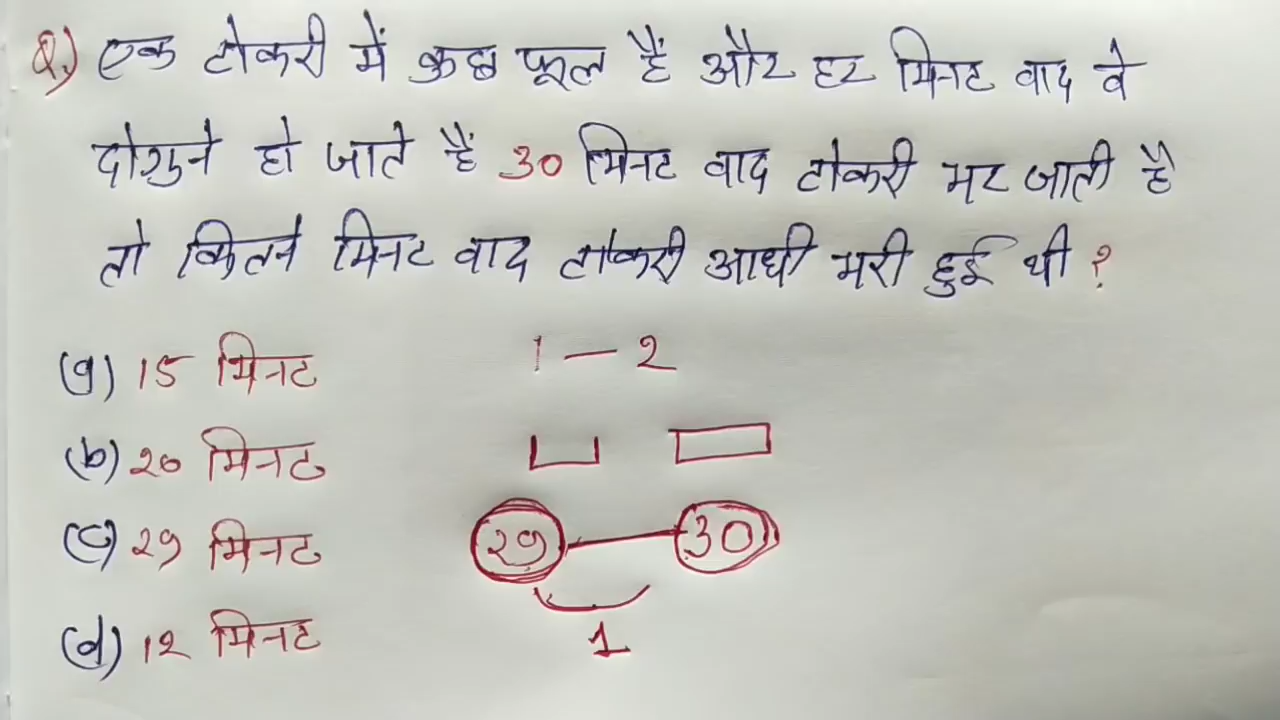 Q.) एक टोकरी में कुछ फूल हैं और हर मिनट वाद वे
दोगुने हो जाते हैं 30 मिनट वाद टोकरी भर जाती है
तो कितने मिनट वाद टोकरी आधी भरी हुई थी ?
(a) 15 मिनट
1 — 2
(b) 20 मिनट
(c) 29 मिनट
29 30
1
(d) 12 मिनट